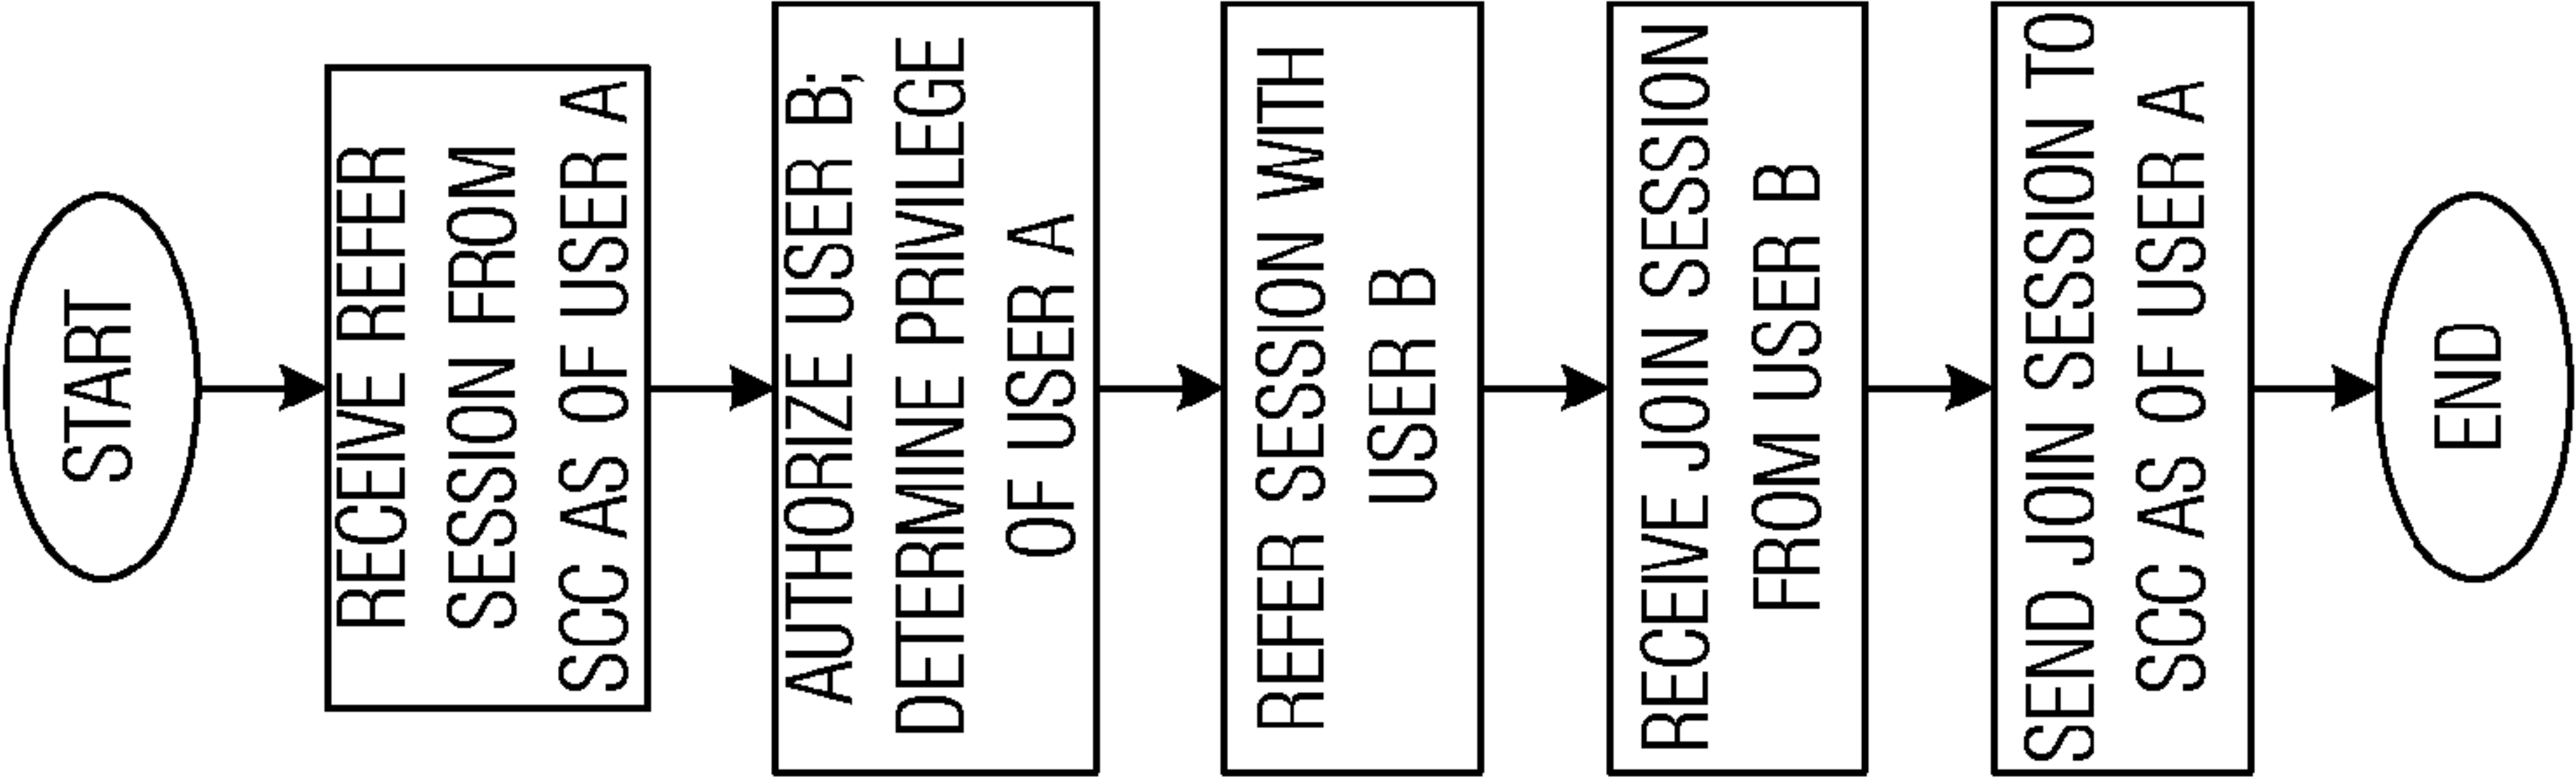 START
RECEIVE REFER
SESSION FROM
SCC AS OF USER A
AUTHORIZE USER B;
DETERMINE PRIVILEGE
OF USER A
REFER SESSION WITH
USER B
RECEIVE JOIN SESSION
FROM USER B
SEND JOIN SESSION TO
SCC AS OF USER A
END